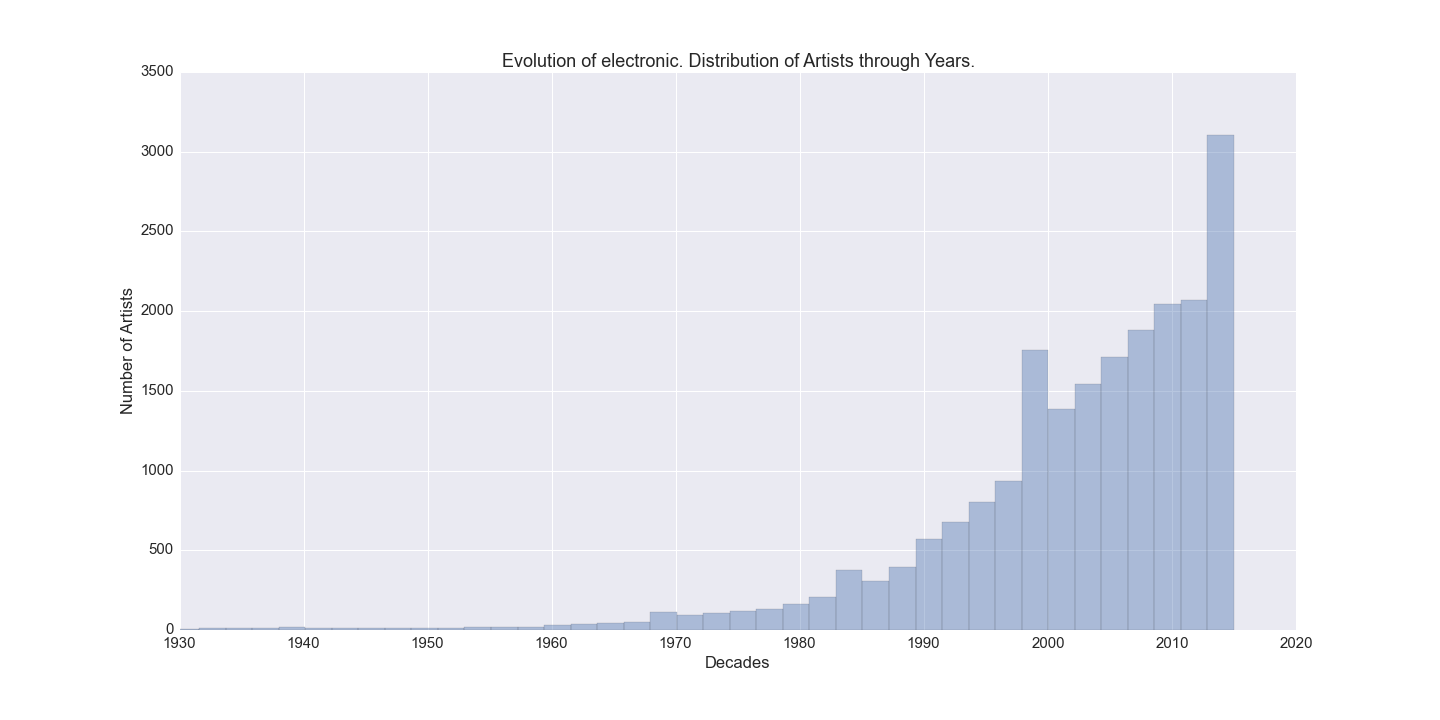 Evolution of electronic. Distribution of Artists through Years.
3500
3000
2500
2000
1500
1000
500
0
Number of Artists
1930 1940 1950 1960 1970 1980 1990 2000 2010 2020
Decades